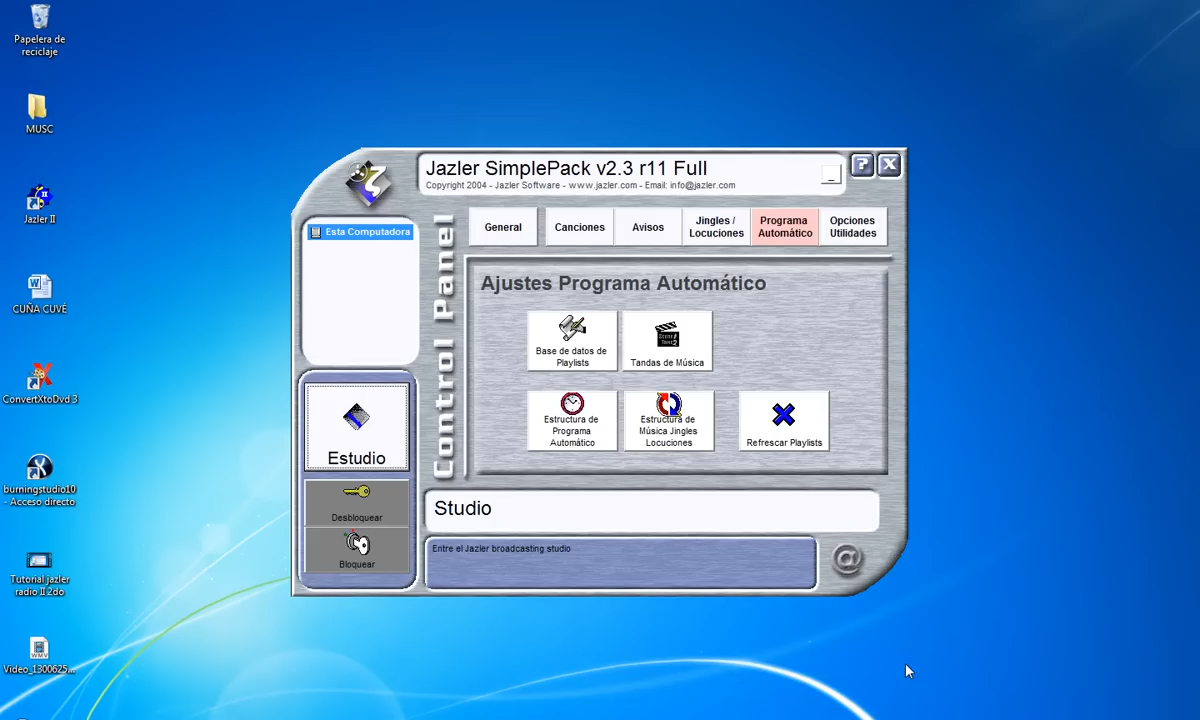 Papelera de
reciclaje
MUSC
Jazler II
CUÑA CUVÉ
ConvertXtoDvd 3
burningstudio10
- Acceso directo
Tutorial jazler
radio II 2do
Video_1300625...
Jazler SimplePack v2.3 r11 Full
Copyright 2004 - Jazler Software - www.jazler.com - Email: info@jazler.com
_
?
X
Esta Computadora
Control Panel
General
Canciones
Avisos
Jingles /
Locuciones
Programa
Automático
Opciones
Utilidades
Ajustes Programa Automático
Base de datos de
Playlists
Tandas de Música
Estructura de
Programa
Automático
Estructura de
Música Jingles
Locuciones
Refrescar Playlists
Estudio
Desbloquear
Bloquear
Studio
Entre el Jazler broadcasting studio
@